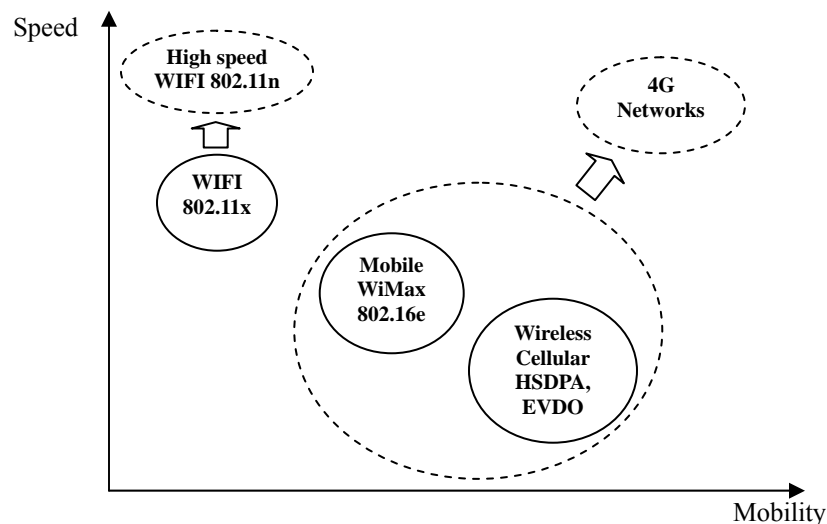 Speed
High speed
WIFI 802.11n
4G
Networks
WIFI
802.11x
Mobile
WiMax
802.16e
Wireless
Cellular
HSDPA,
EVDO
Mobility